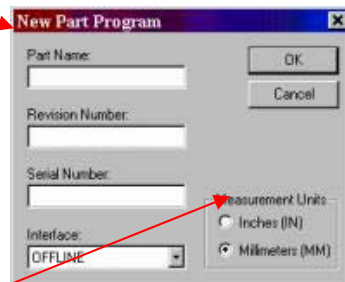 New Part Program
Part Name:
OK
Cancel
Revision Number:
Serial Number:
Measurement Units
Inches (IN)
Millimeters (MM)
Interface:
OFFLINE